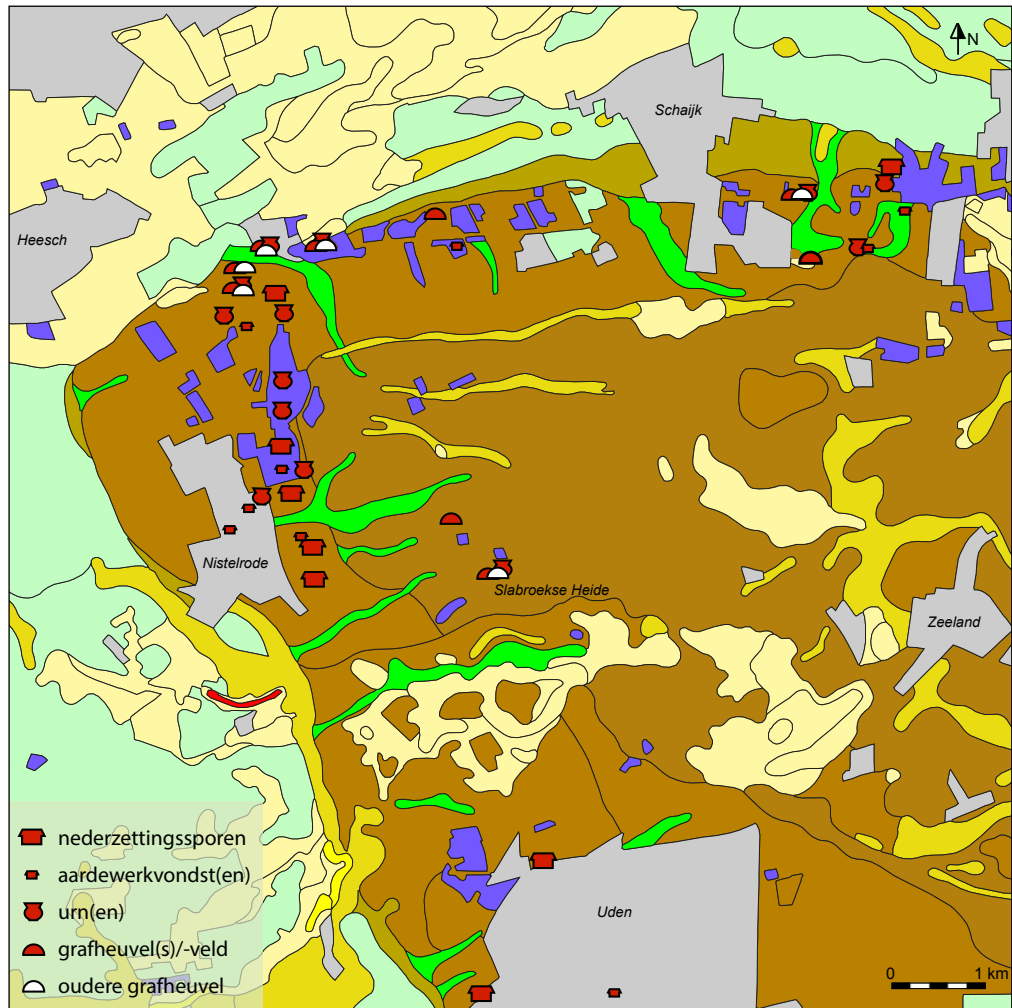 N
Schaijk
Heesch
Nistelrode
Slabroekse Heide
Zeeland
nederzettingssporen
aardewerkvondst(en)
urn(en)
grafheuvel(s)/-veld
oudere grafheuvel
Uden
0 1 km